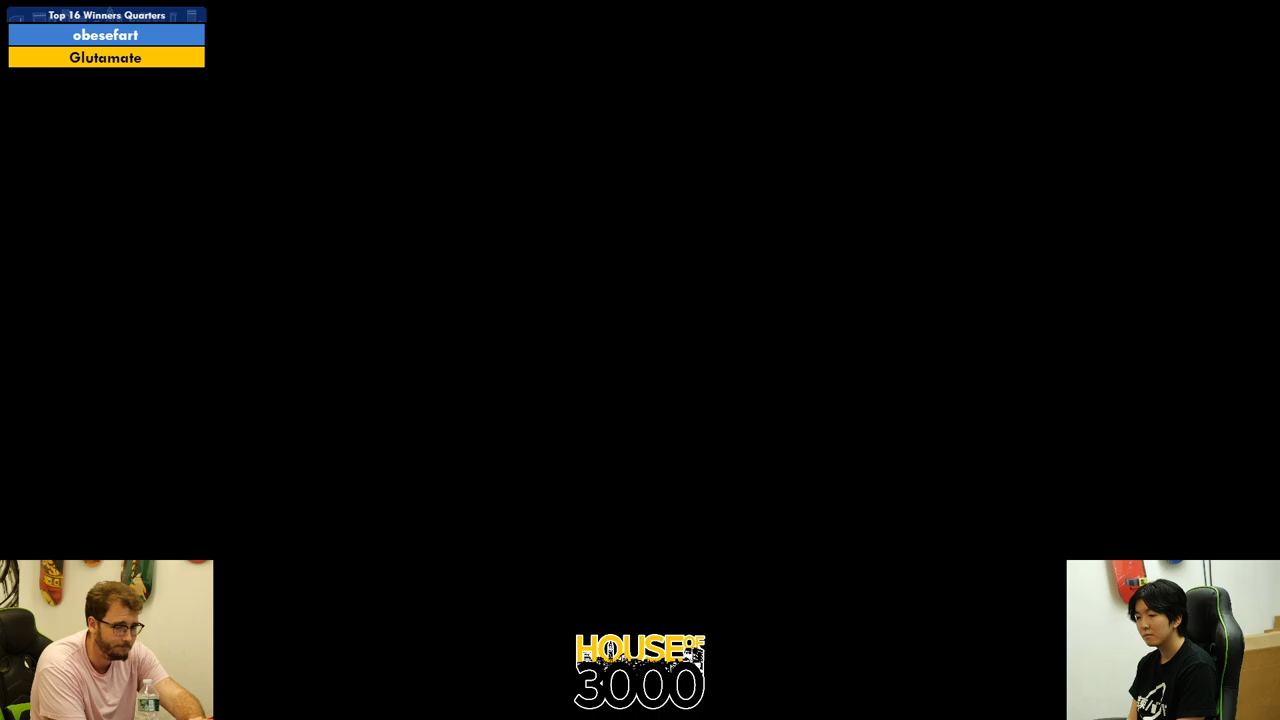 Top 16 Winners Quarters
obesefart
Glutamate
HOUSE OF
3000